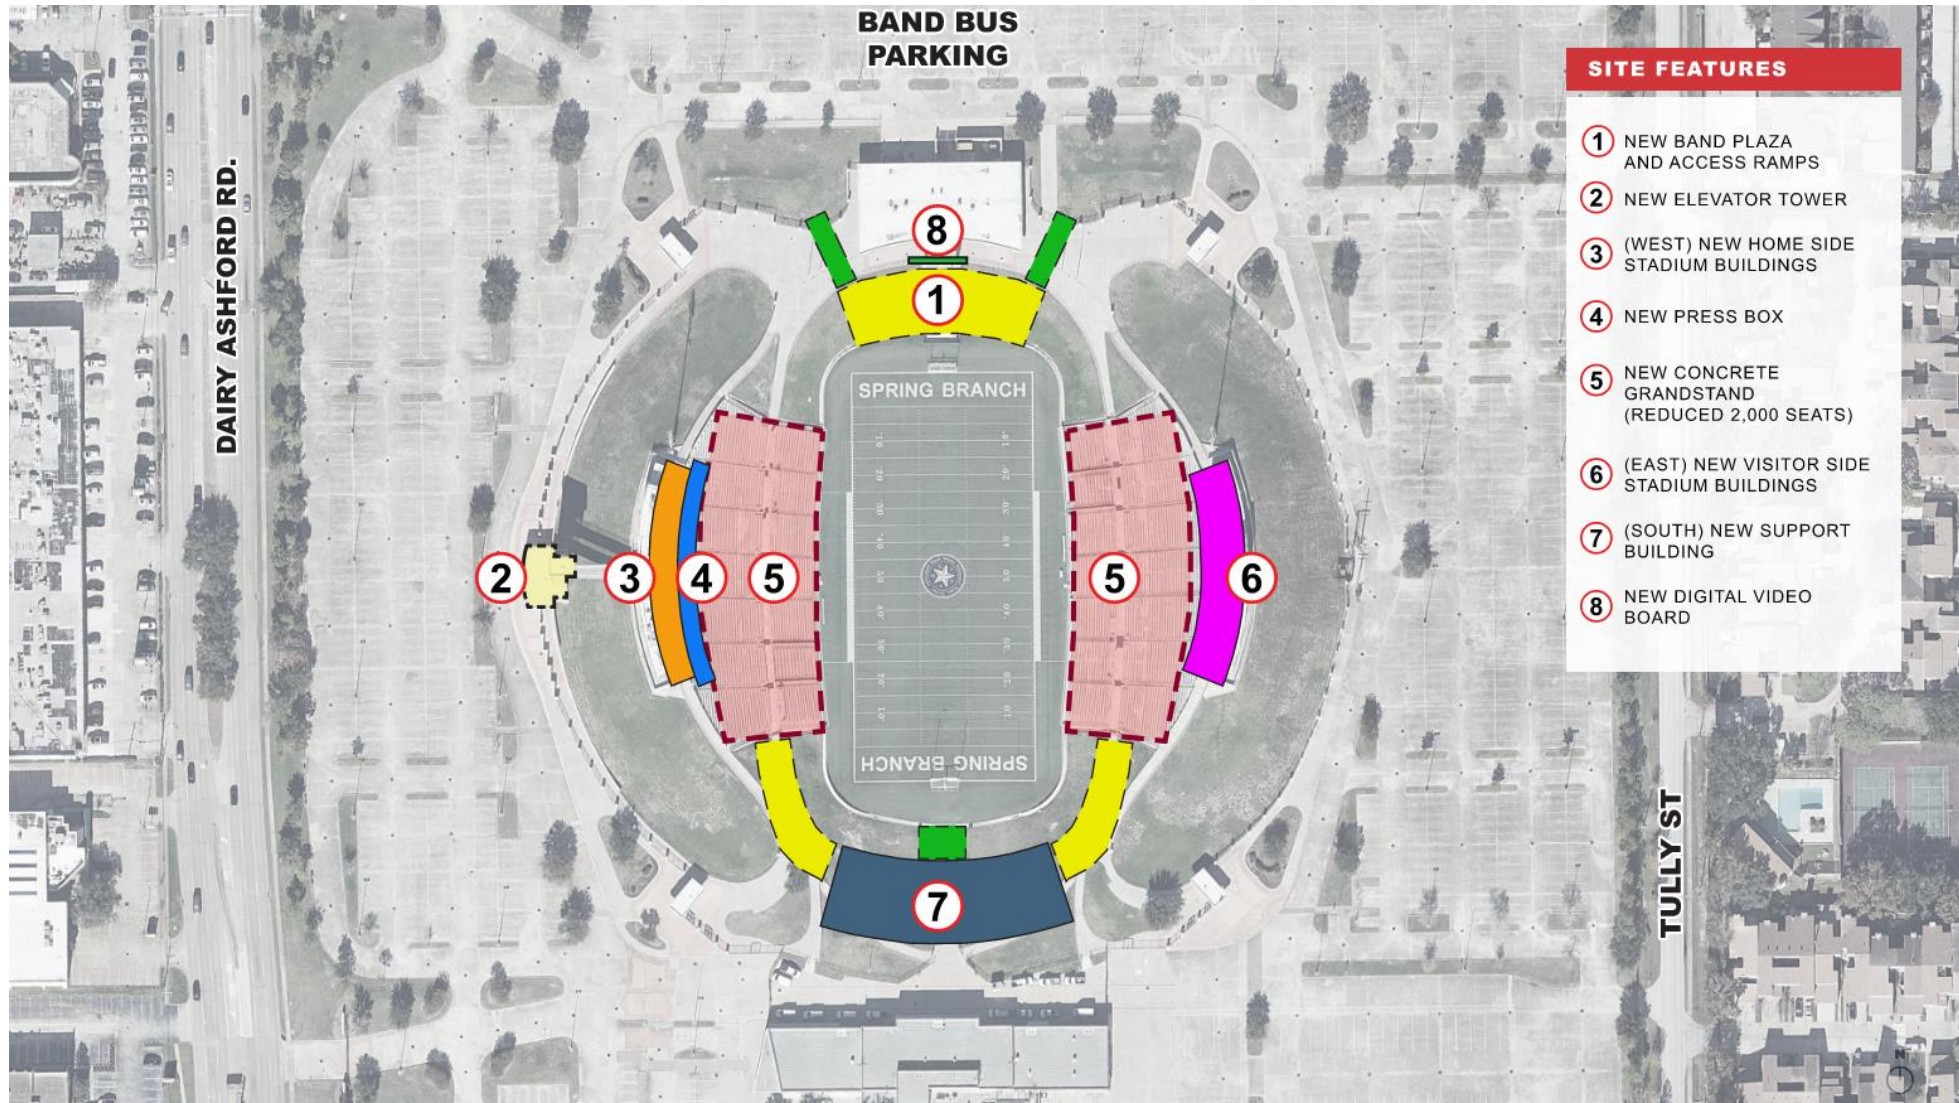 BAND BUS
PARKING
DAIRY ASHFORD RD.
TULLY ST
SITE FEATURES
1 NEW BAND PLAZA
AND ACCESS RAMPS
2 NEW ELEVATOR TOWER
3 (WEST) NEW HOME SIDE
STADIUM BUILDINGS
4 NEW PRESS BOX
5 NEW CONCRETE
GRANDSTAND
(REDUCED 2,000 SEATS)
6 (EAST) NEW VISITOR SIDE
STADIUM BUILDINGS
7 (SOUTH) NEW SUPPORT
BUILDING
8 NEW DIGITAL VIDEO
BOARD
8
1
SPRING BRANCH
2
3
4
5
5
6
SPRING BRANCH
7
N